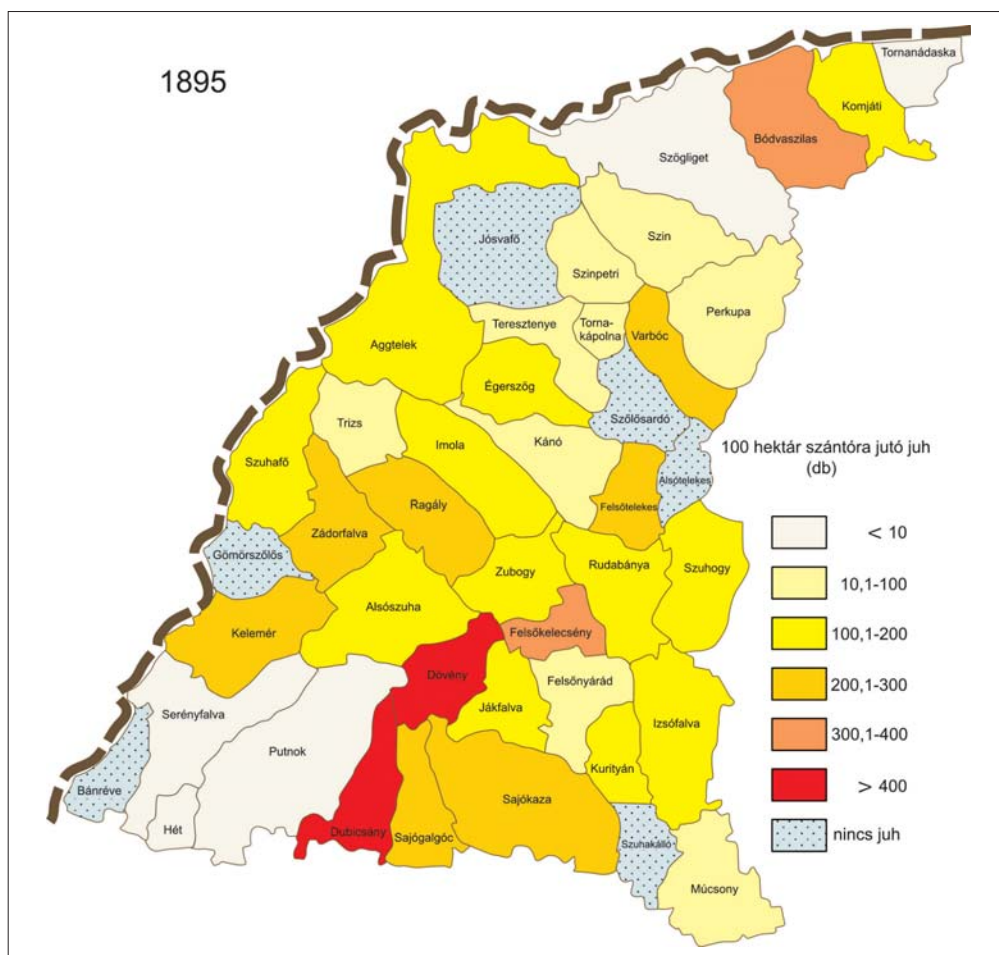 1895
Tornanádaska
Komjáti
Bódvaszilas
Szögliget
Jósvafő
Szin
Szinpetri
Perkupa
Teresztenye
Torna-
kápolna
Varbóc
Aggtelek
Égerszög
Szőlősardó
Trizs
Imola
Kánó
Szuhafő
Alsótelekes
Felsőtelekes
Ragály
Zádorfalva
Gömörszőlős
Zubogy
Rudabánya
Szuhogy
Alsószuha
Kelemér
Felsőkelecsény
Dövény
Felsőnyárád
Serényfalva
Jákfalva
Izsófalva
Putnok
Kurityán
Bánréve
Sajókaza
Hét
Dubicsány
Sajógalgóc
Szuhakálló
Múcsony
100 hektár szántóra jutó juh
(db)
< 10
10,1-100
100,1-200
200,1-300
300,1-400
> 400
nincs juh